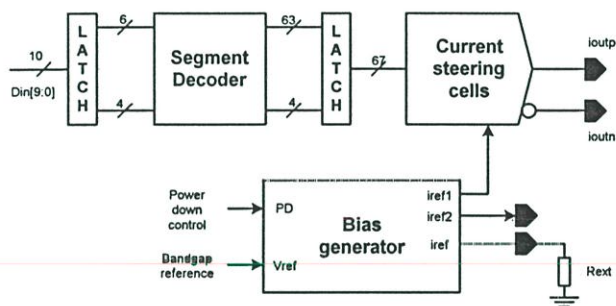 10
Din[9:0]
LATCH
6
4
Segment
Decoder
63
4
LATCH
67
Current
steering
cells
ioutp
ioutn
Power
down
control
PD
Bandgap
reference
Vref
Bias
generator
iref1
iref2
iref
Rext